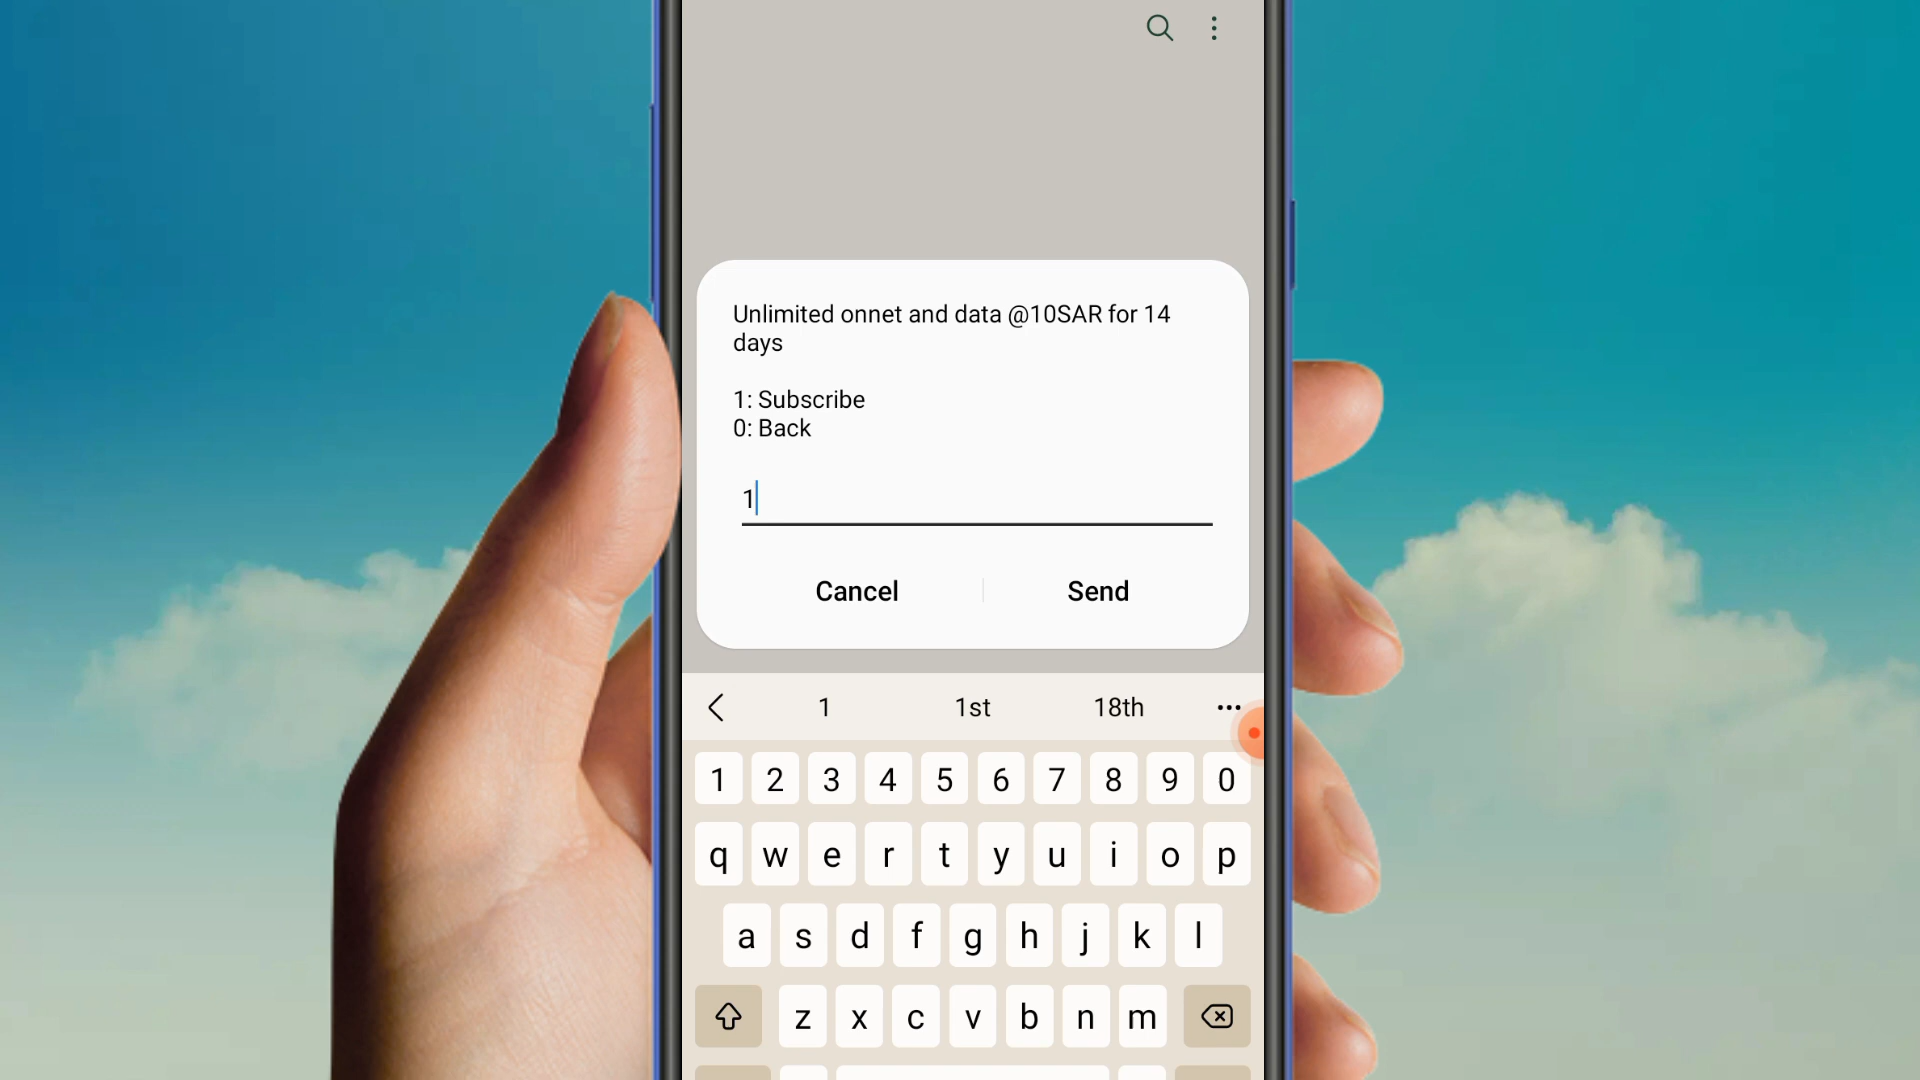 Unlimited onnet and data @10SAR for 14
days
1: Subscribe
0: Back
1
Cancel Send
1 1st 18th
1 2 3 4 5 6 7 8 9 0
q w e r t y u i o p
a s d f g h j k l
z x c v b n m